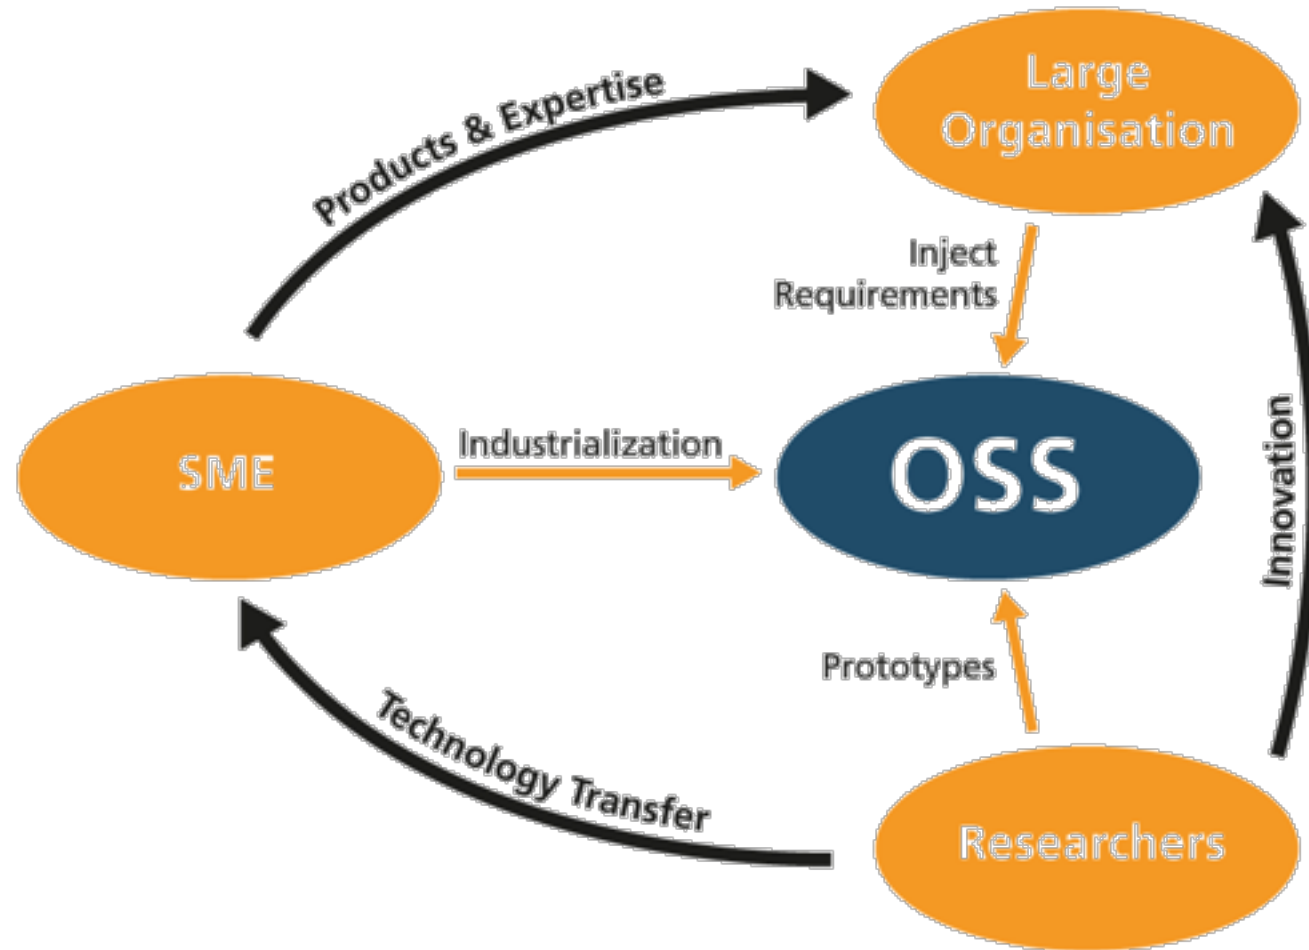 Products & Expertise
Large
Organisation
Inject
Requirements
SME
Industrialization
OSS
Innovation
Prototypes
Technology Transfer
Researchers